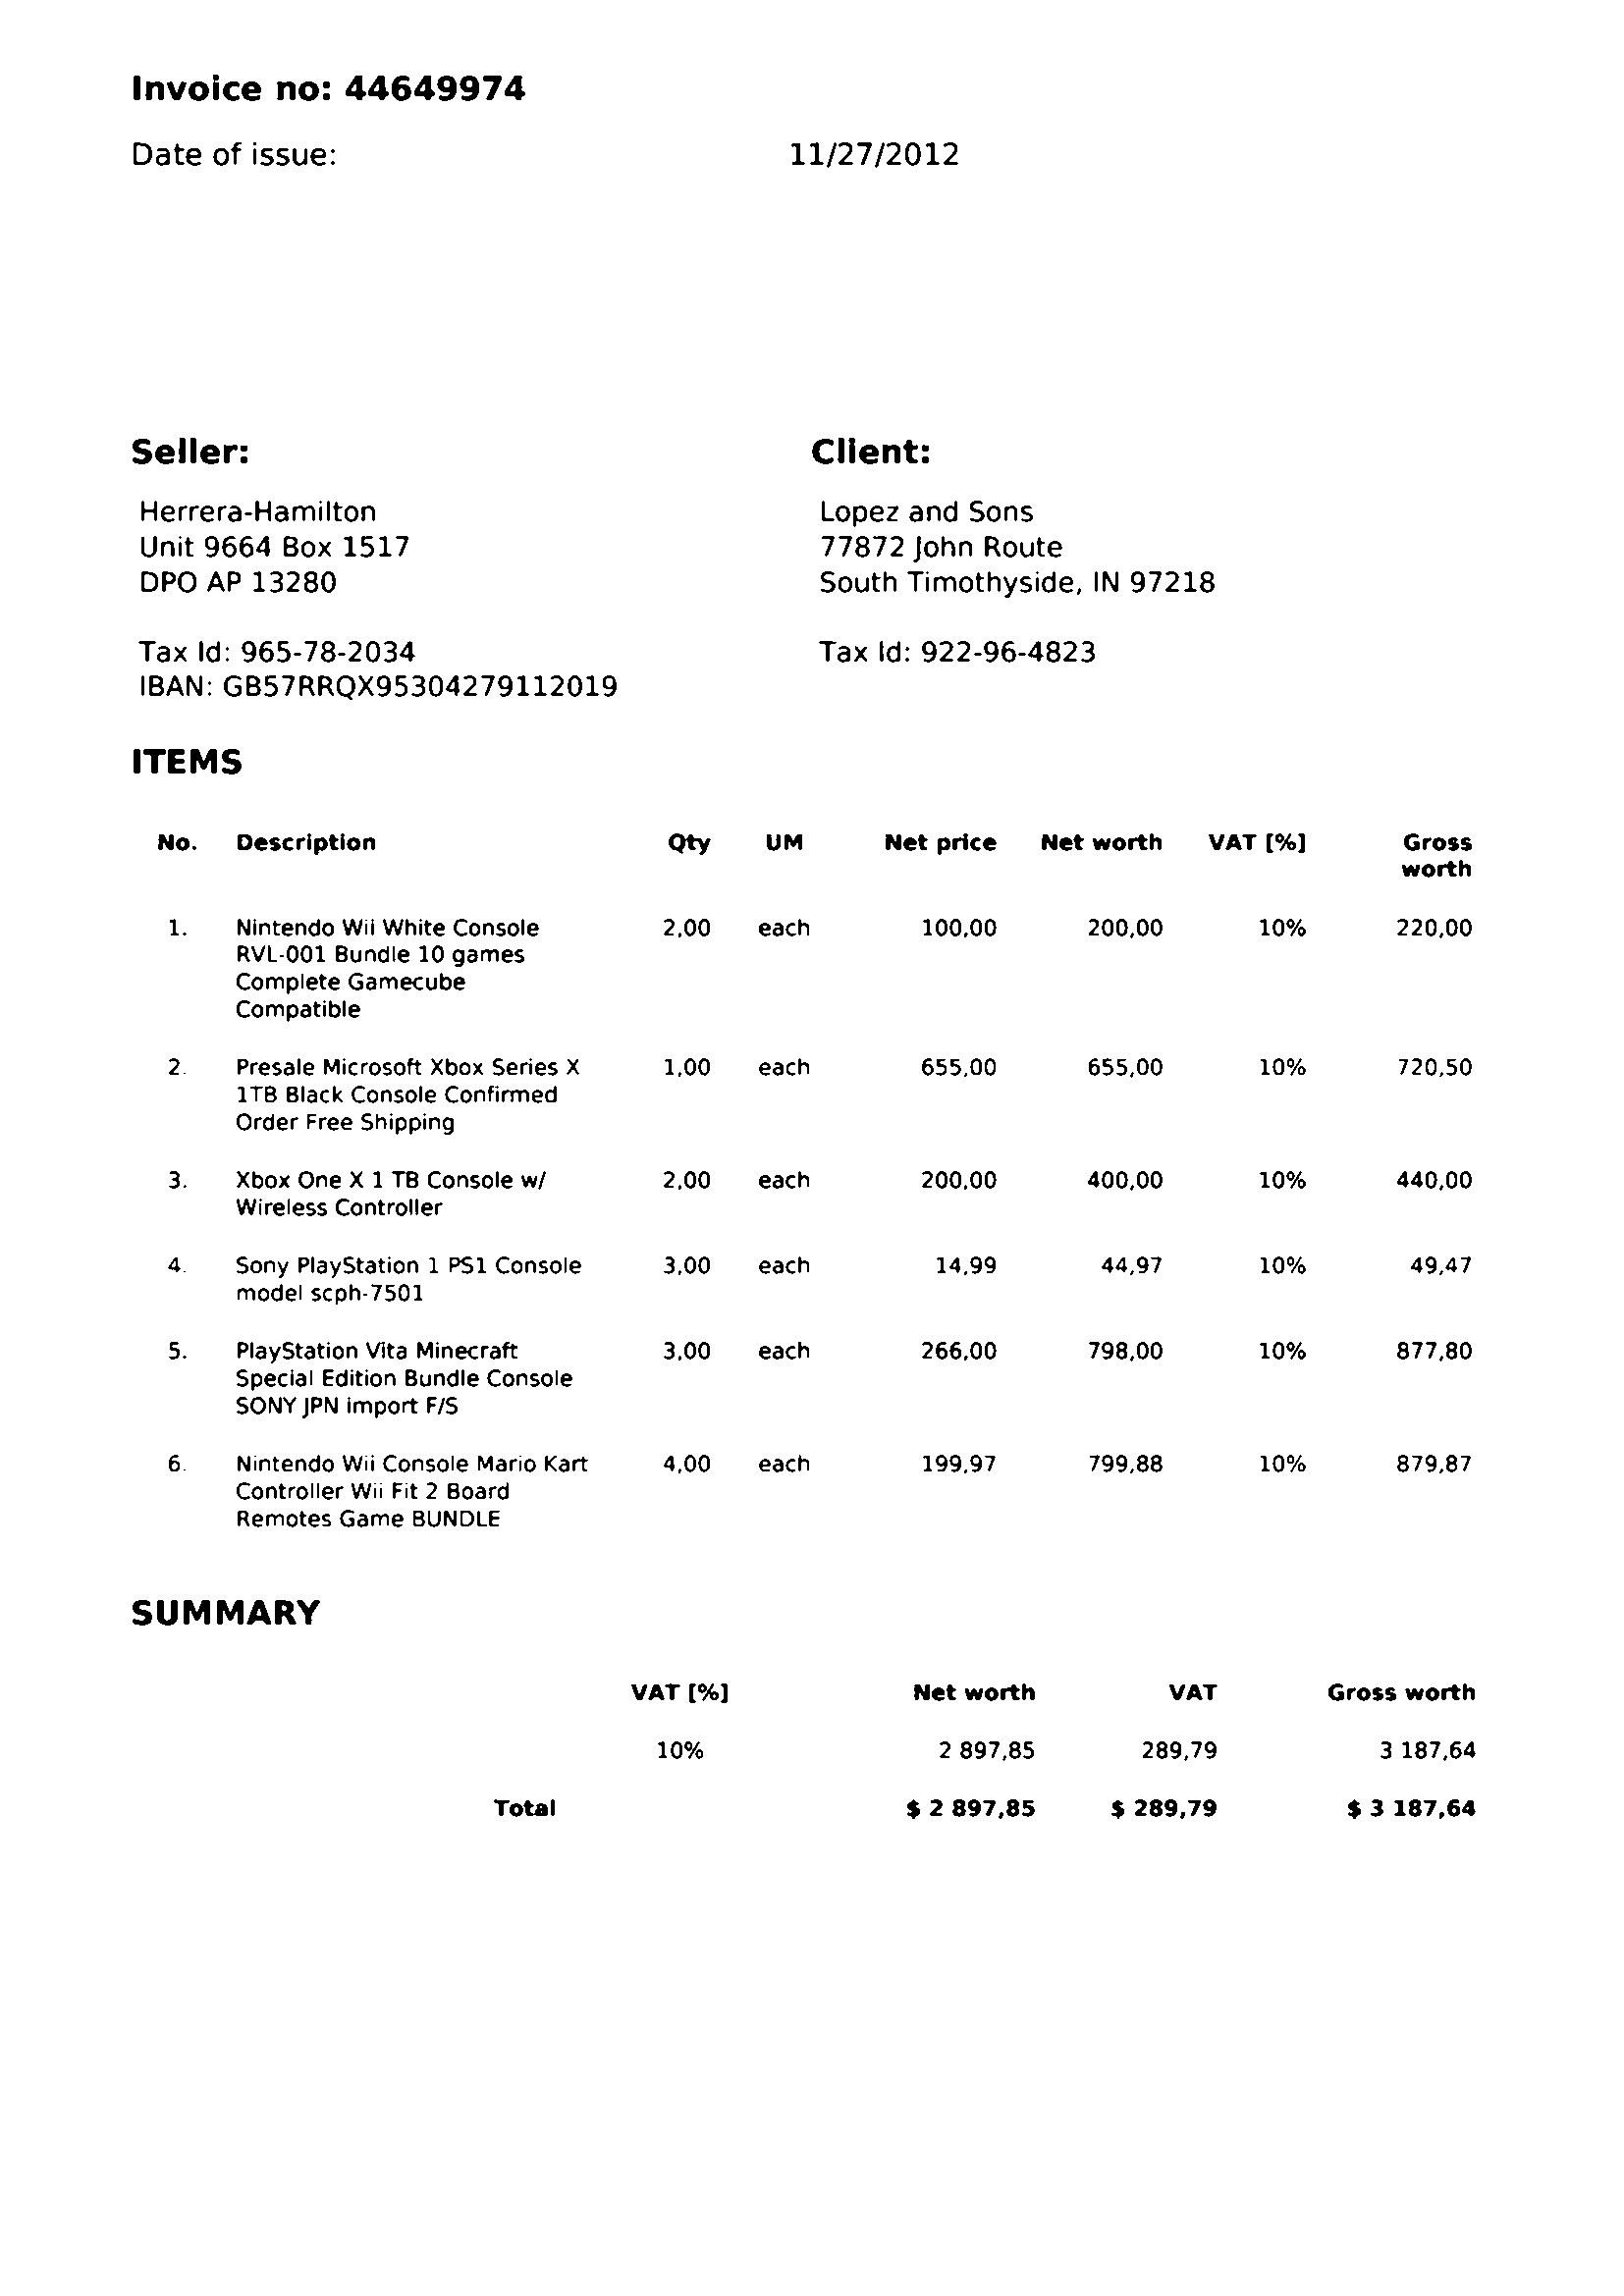 Invoice no: 44649974
Date of issue: 11/27/2012
Seller: Client:
Herrera-Hamilton Lopez and Sons
Unit 9664 Box 1517 77872 John Route
DPO AP 13280 South Timothyside, IN 97218
Tax Id: 965-78-2034 Tax Id: 922-96-4823
IBAN: GB57RRQX95304279112019
ITEMS
No. Description Qty UM Net price Net worth VAT [%] Gross
worth
1. Nintendo Wii White Console 2,00 each 100,00 200,00 10% 220,00
RVL-001 Bundle 10 games
Complete Gamecube
Compatible
2. Presale Microsoft Xbox Series X 1,00 each 655,00 655,00 10% 720,50
1TB Black Console Confirmed
Order Free Shipping
3. Xbox One X 1 TB Console w/ 2,00 each 200,00 400,00 10% 440,00
Wireless Controller
4. Sony PlayStation 1 PS1 Console 3,00 each 14,99 44,97 10% 49,47
model scph-7501
5. PlayStation Vita Minecraft 3,00 each 266,00 798,00 10% 877,80
Special Edition Bundle Console
SONY JPN import F/S
6. Nintendo Wii Console Mario Kart 4,00 each 199,97 799,88 10% 879,87
Controller Wii Fit 2 Board
Remotes Game BUNDLE
SUMMARY
VAT [%] Net worth VAT Gross worth
10% 2 897,85 289,79 3 187,64
Total $ 2 897,85 $ 289,79 $ 3 187,64